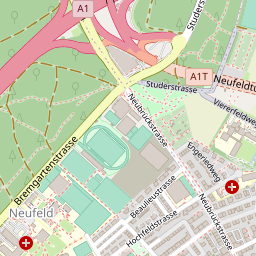 A1
Studerstrasse
A1T
Studerstrasse
Neufeldtu
Viererfeldweg
Neubrückstrasse
Bremgartenstrasse
Engeriedweg
Beaulieustrasse
Neubrückstrasse
Hochfeldstrasse
Neufeld